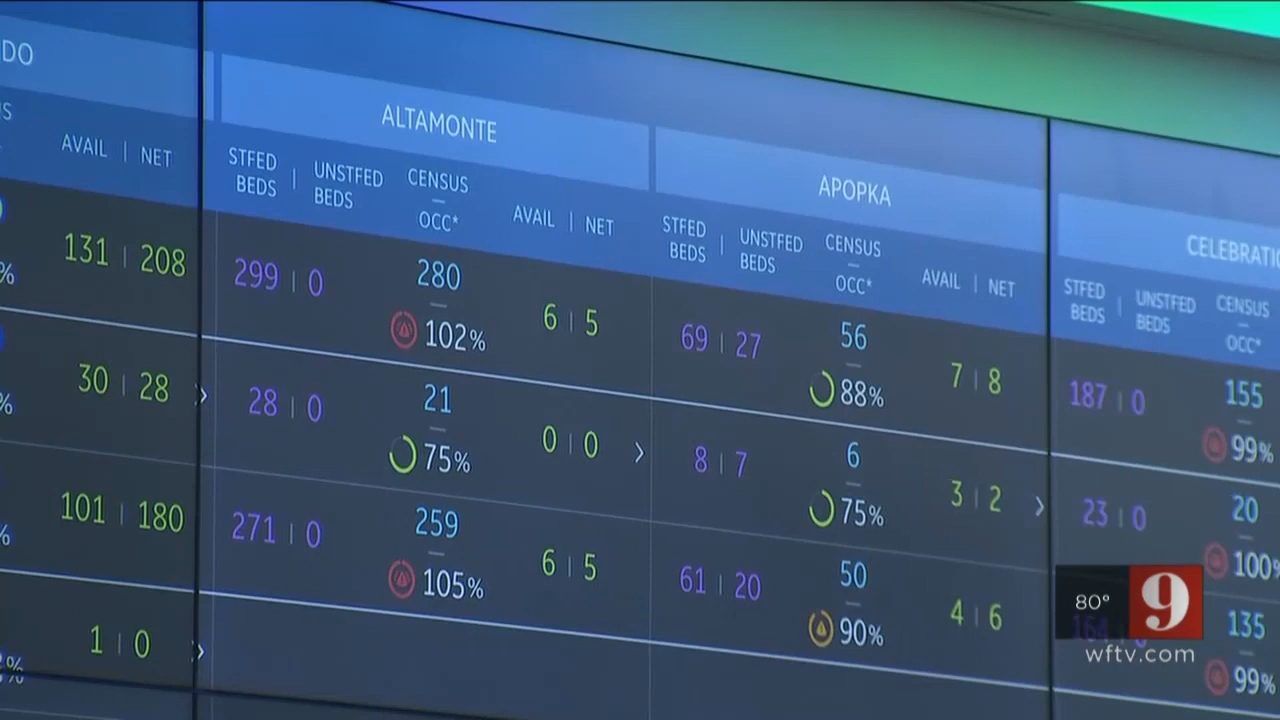 DO
ALTAMONTE
APOPKA
AVAIL | NET
STFED BEDS | UNSTFED BEDS
CENSUS
OCC*
AVAIL | NET
STFED BEDS | UNSTFED BEDS
CENSUS
OCC*
AVAIL | NET
STFED BEDS | UNSTFED BEDS
CENSUS
OCC*
131 | 208
299 | 0
280
102%
6 | 5
69 | 27
56
88%
7 | 8
187 | 0
155
99%
30 | 28
28 | 0
21
75%
0 | 0
8 | 7
6
75%
3 | 2
23 | 0
20
100%
101 | 180
271 | 0
259
105%
6 | 5
61 | 20
50
90%
4 | 6
135
99%
1 | 0
80°
9
wftv.com